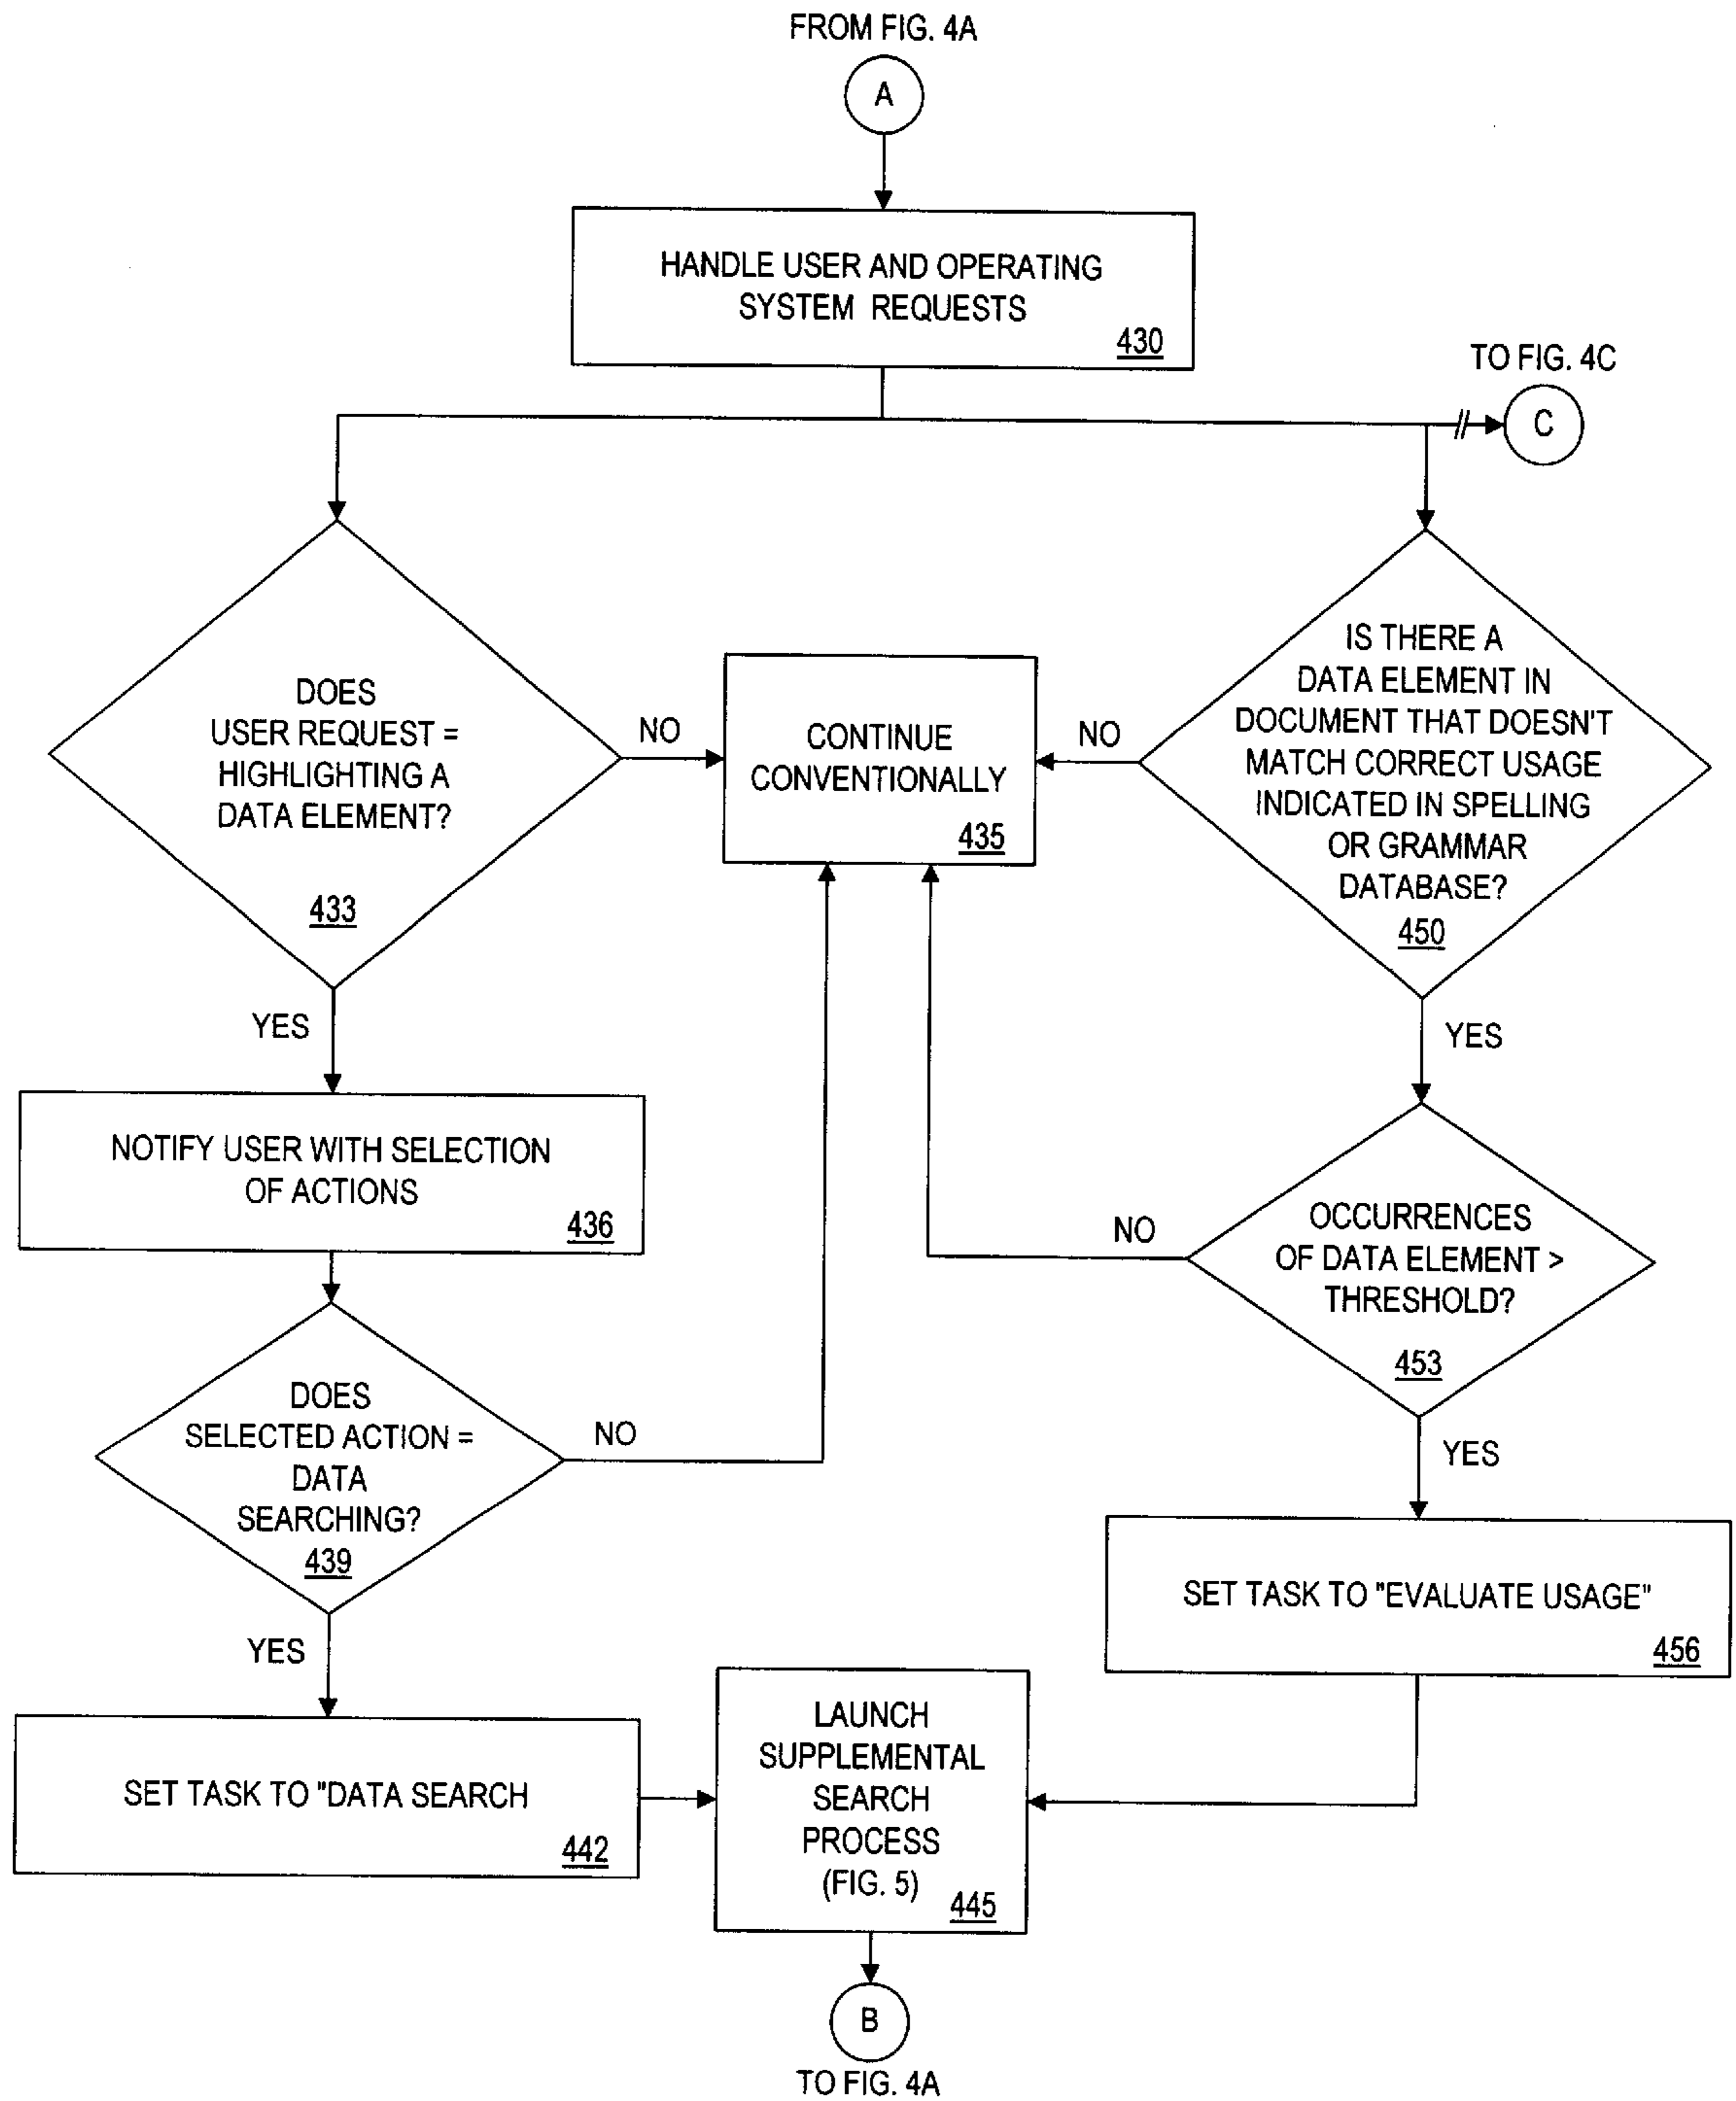 FROM FIG. 4A
A
HANDLE USER AND OPERATING
SYSTEM REQUESTS
430
TO FIG. 4C
C
DOES
USER REQUEST =
HIGHLIGHTING A
DATA ELEMENT?
433
NO
CONTINUE
CONVENTIONALLY
435
NO
IS THERE A
DATA ELEMENT IN
DOCUMENT THAT DOESN'T
MATCH CORRECT USAGE
INDICATED IN SPELLING
OR GRAMMAR
DATABASE?
450
YES
YES
NOTIFY USER WITH SELECTION
OF ACTIONS
436
NO
OCCURRENCES
OF DATA ELEMENT >
THRESHOLD?
453
DOES
SELECTED ACTION =
DATA
SEARCHING?
439
NO
YES
YES
SET TASK TO "EVALUATE USAGE"
456
SET TASK TO "DATA SEARCH
442
LAUNCH
SUPPLEMENTAL
SEARCH
PROCESS
(FIG. 5)
445
B
TO FIG. 4A